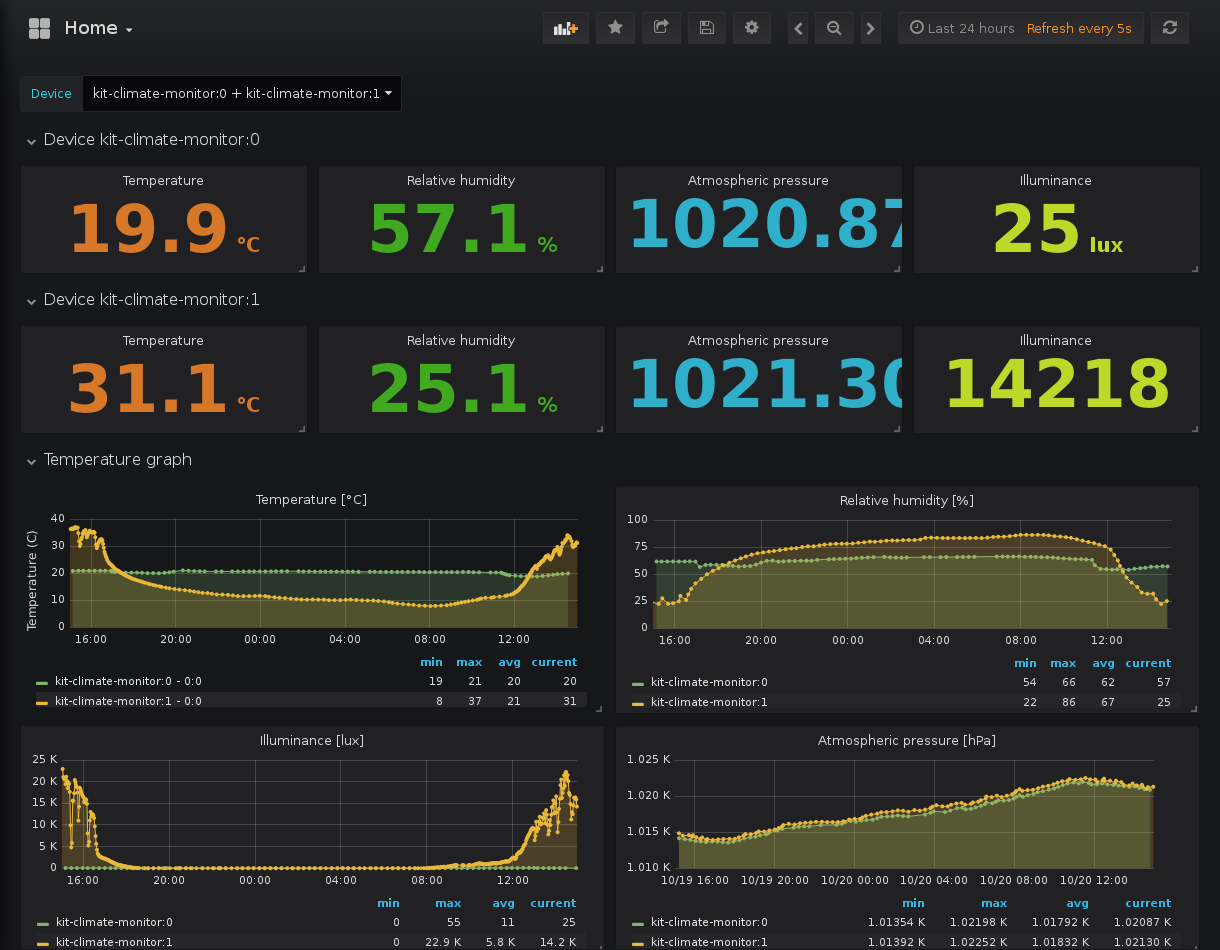 Home
Last 24 hours Refresh every 5s
Device kit-climate-monitor:0 + kit-climate-monitor:1
Device kit-climate-monitor:0
Temperature Relative humidity Atmospheric pressure Illuminance
19.9 °C 57.1 % 1020.87 25 lux
Device kit-climate-monitor:1
Temperature Relative humidity Atmospheric pressure Illuminance
31.1 °C 25.1 % 1021.30 14218
Temperature graph
Temperature [°C]
Temperature (C)
40
30
20
10
0
16:00 20:00 00:00 04:00 08:00 12:00
min max avg current
kit-climate-monitor:0 - 0:0 19 21 20 20
kit-climate-monitor:1 - 0:0 8 37 21 31
Relative humidity [%]
100
75
50
25
0
16:00 20:00 00:00 04:00 08:00 12:00
min max avg current
kit-climate-monitor:0 54 66 62 57
kit-climate-monitor:1 22 86 67 25
Illuminance [lux]
25 K
20 K
15 K
10 K
5 K
0
16:00 20:00 00:00 04:00 08:00 12:00
min max avg current
kit-climate-monitor:0 0 55 11 25
kit-climate-monitor:1 0 22.9 K 5.8 K 14.2 K
Atmospheric pressure [hPa]
1.025 K
1.020 K
1.015 K
1.010 K
10/19 16:00 10/19 20:00 10/20 00:00 10/20 04:00 10/20 08:00 10/20 12:00
min max avg current
kit-climate-monitor:0 1.01354 K 1.02198 K 1.01792 K 1.02087 K
kit-climate-monitor:1 1.01392 K 1.02252 K 1.01832 K 1.02130 K